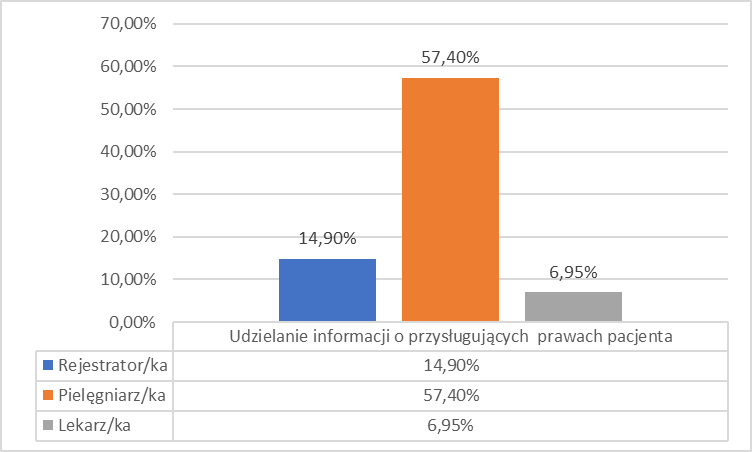 70,00%
60,00%
50,00%
40,00%
30,00%
20,00%
10,00%
0,00%
57,40%
14,90%
6,95%
Udzielanie informacji o przysługujących prawach pacjenta
Rejestrator/ka 14,90%
Pielęgniarz/ka 57,40%
Lekarz/ka 6,95%